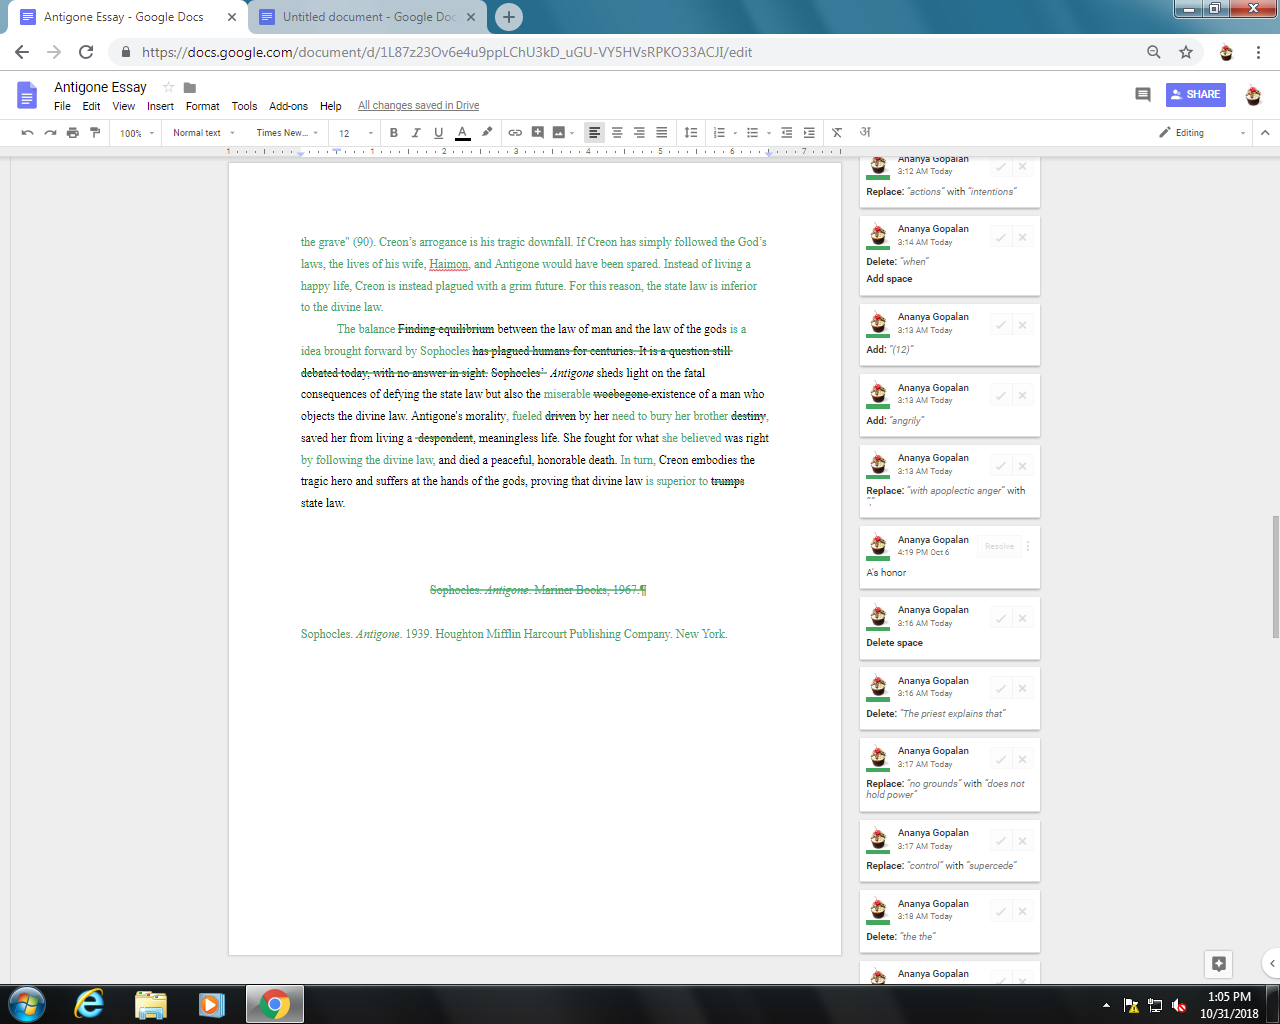 Antigone Essay - Google Docs
Untitled document - Google Doc
https://docs.google.com/document/d/1L87z23Ov6e4u9ppLChU3kD_uGU-VY5HVsRPKO33ACJI/edit
Antigone Essay
File Edit View Insert Format Tools Add-ons Help All changes saved in Drive
SHARE
100% Normal text Times New... 12 B I U A Editing
1 1 2 3 4 5 6 7
the grave" (90). Creon's arrogance is his tragic downfall. If Creon has simply followed the God's
laws, the lives of his wife, Haimon, and Antigone would have been spared. Instead of living a
happy life, Creon is instead plagued with a grim future. For this reason, the state law is inferior
to the divine law.
The balance Finding equilibrium between the law of man and the law of the gods is a
idea brought forward by Sophocles has plagued humans for centuries. It is a question still
debated today, with no answer in sight. Sophocles' Antigone sheds light on the fatal
consequences of defying the state law but also the miserable woebegone existence of a man who
objects the divine law. Antigone's morality, fueled driven by her need to bury her brother destiny,
saved her from living a despondent, meaningless life. She fought for what she believed was right
by following the divine law, and died a peaceful, honorable death. In turn, Creon embodies the
tragic hero and suffers at the hands of the gods, proving that divine law is superior to trumps
state law.
Sophocles. Antigone. Mariner Books, 1967.¶
Sophocles. Antigone. 1939. Houghton Mifflin Harcourt Publishing Company. New York.
Ananya Gopalan
3:12 AM Today
Replace: "actions" with "intentions"
Ananya Gopalan
3:14 AM Today
Delete: "when"
Add space
Ananya Gopalan
3:13 AM Today
Add: "(12)"
Ananya Gopalan
3:13 AM Today
Add: "angrily"
Ananya Gopalan
3:13 AM Today
Replace: "with apoplectic anger" with
","
Ananya Gopalan
4:19 PM Oct 6
Resolve
A's honor
Ananya Gopalan
3:16 AM Today
Delete space
Ananya Gopalan
3:16 AM Today
Delete: "The priest explains that"
Ananya Gopalan
3:17 AM Today
Replace: "no grounds" with "does not
hold power"
Ananya Gopalan
3:17 AM Today
Replace: "control" with "supercede"
Ananya Gopalan
3:18 AM Today
Delete: "the the"
Ananya Gopalan
1:05 PM
10/31/2018